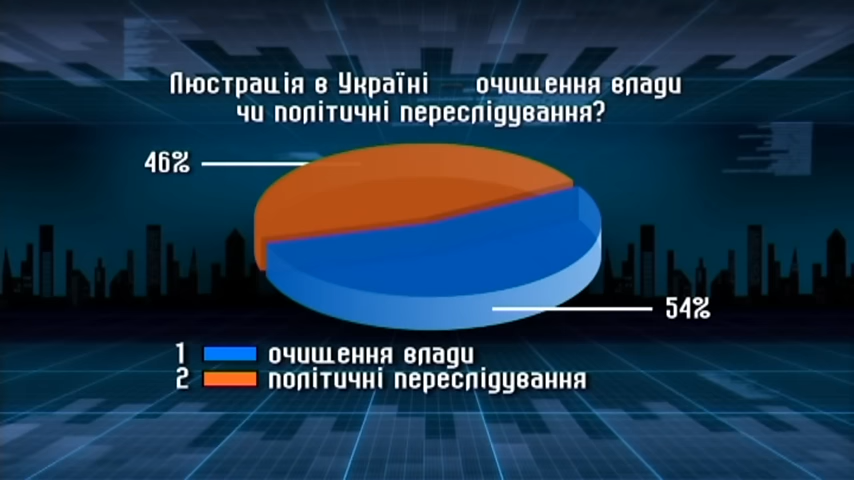 Люстрація в Україні очищення влади
чи політичні переслідування?
46%
54%
1 очищення влади
2 політичні переслідування